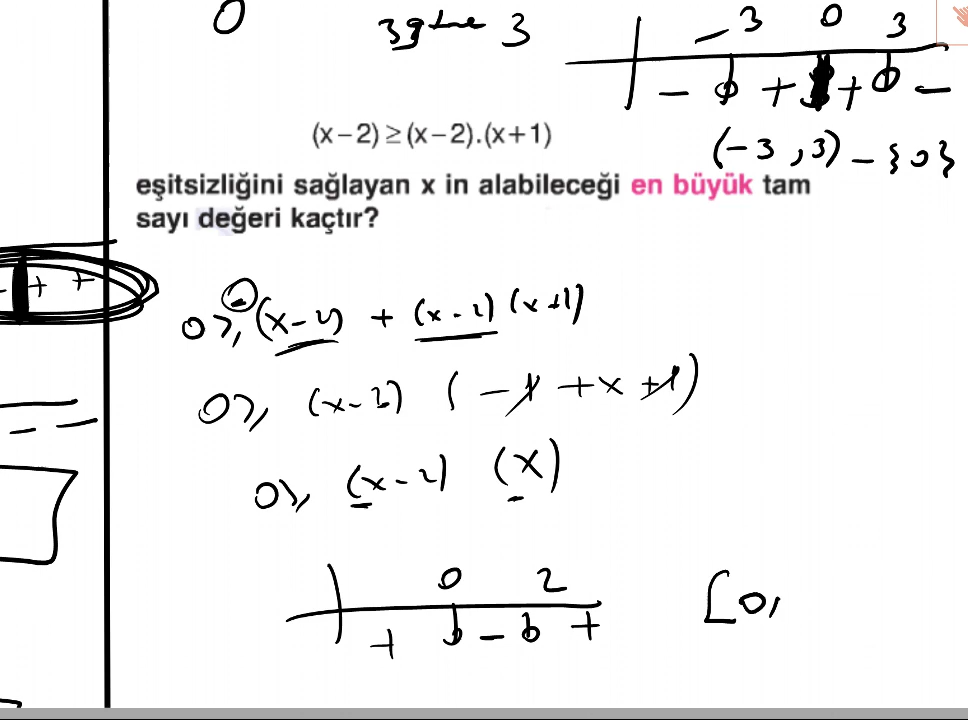 0
3
-3 0 3
- + + -
(-3,3)-{0}
(x−2)≥(x−2).(x+1)
eşitsizliğini sağlayan x in alabileceği en büyük tam
sayı değeri kaçtır?
- + +
0≥-(x-2) + (x-2)(x+1)
0≥ (x-2) (-1+x+1)
0≥ (x-2) (x)
0 2
+ - +
[0,